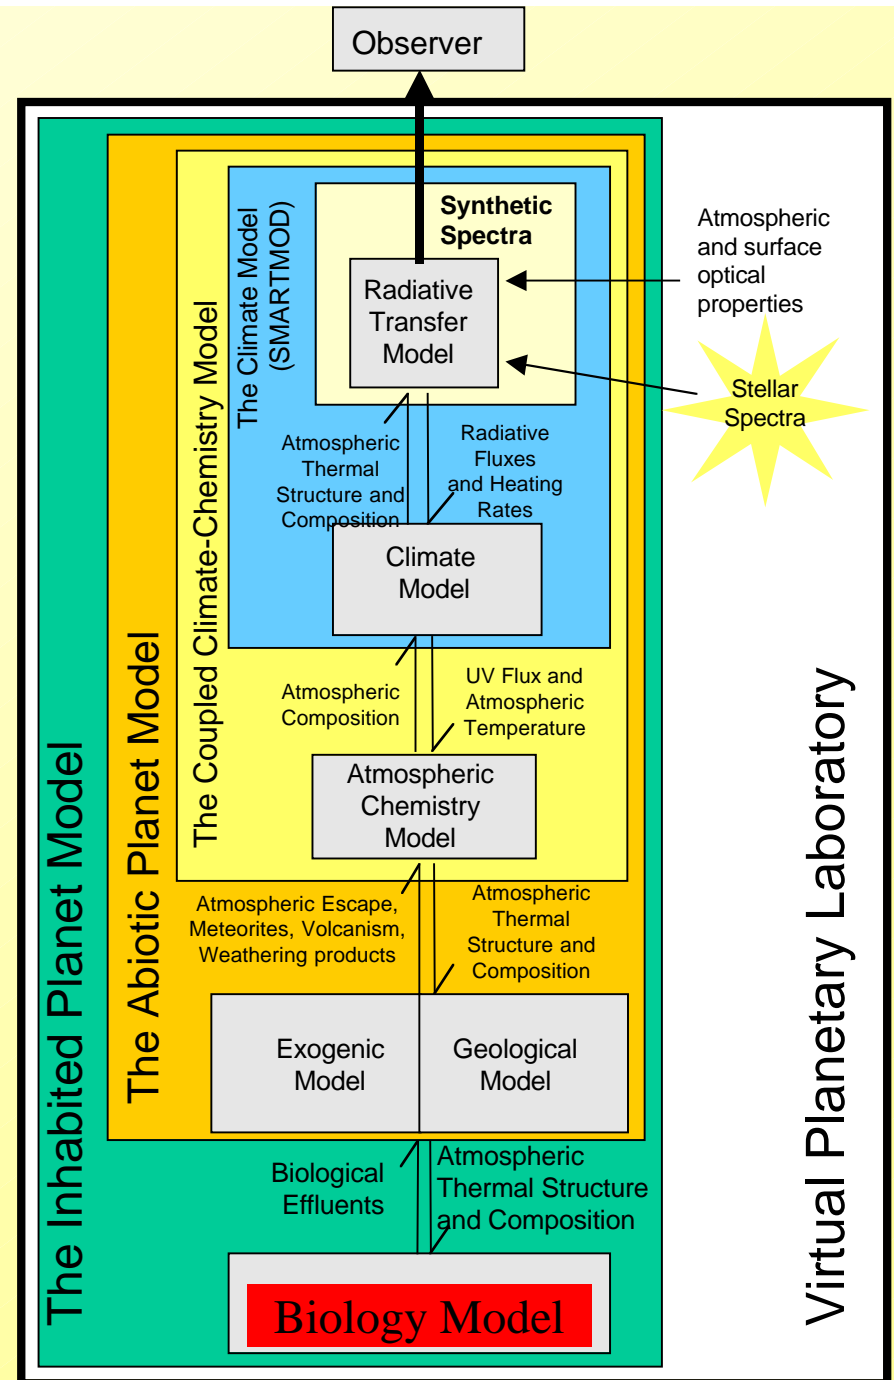 Observer
Synthetic
Spectra
Radiative
Transfer
Model
Atmospheric
and surface
optical
properties
Stellar
Spectra
The Climate Model
(SMARTMOD)
Atmospheric
Thermal
Structure and
Composition
Radiative
Fluxes
and Heating
Rates
Climate
Model
The Coupled Climate-Chemistry Model
Atmospheric
Composition
UV Flux and
Atmospheric
Temperature
Atmospheric
Chemistry
Model
The Abiotic Planet Model
Atmospheric Escape,
Meteorites, Volcanism,
Weathering products
Atmospheric
Thermal
Structure and
Composition
Exogenic
Model
Geological
Model
The Inhabited Planet Model
Biological
Effluents
Atmospheric
Thermal Structure
and Composition
Biology Model
Virtual Planetary Laboratory